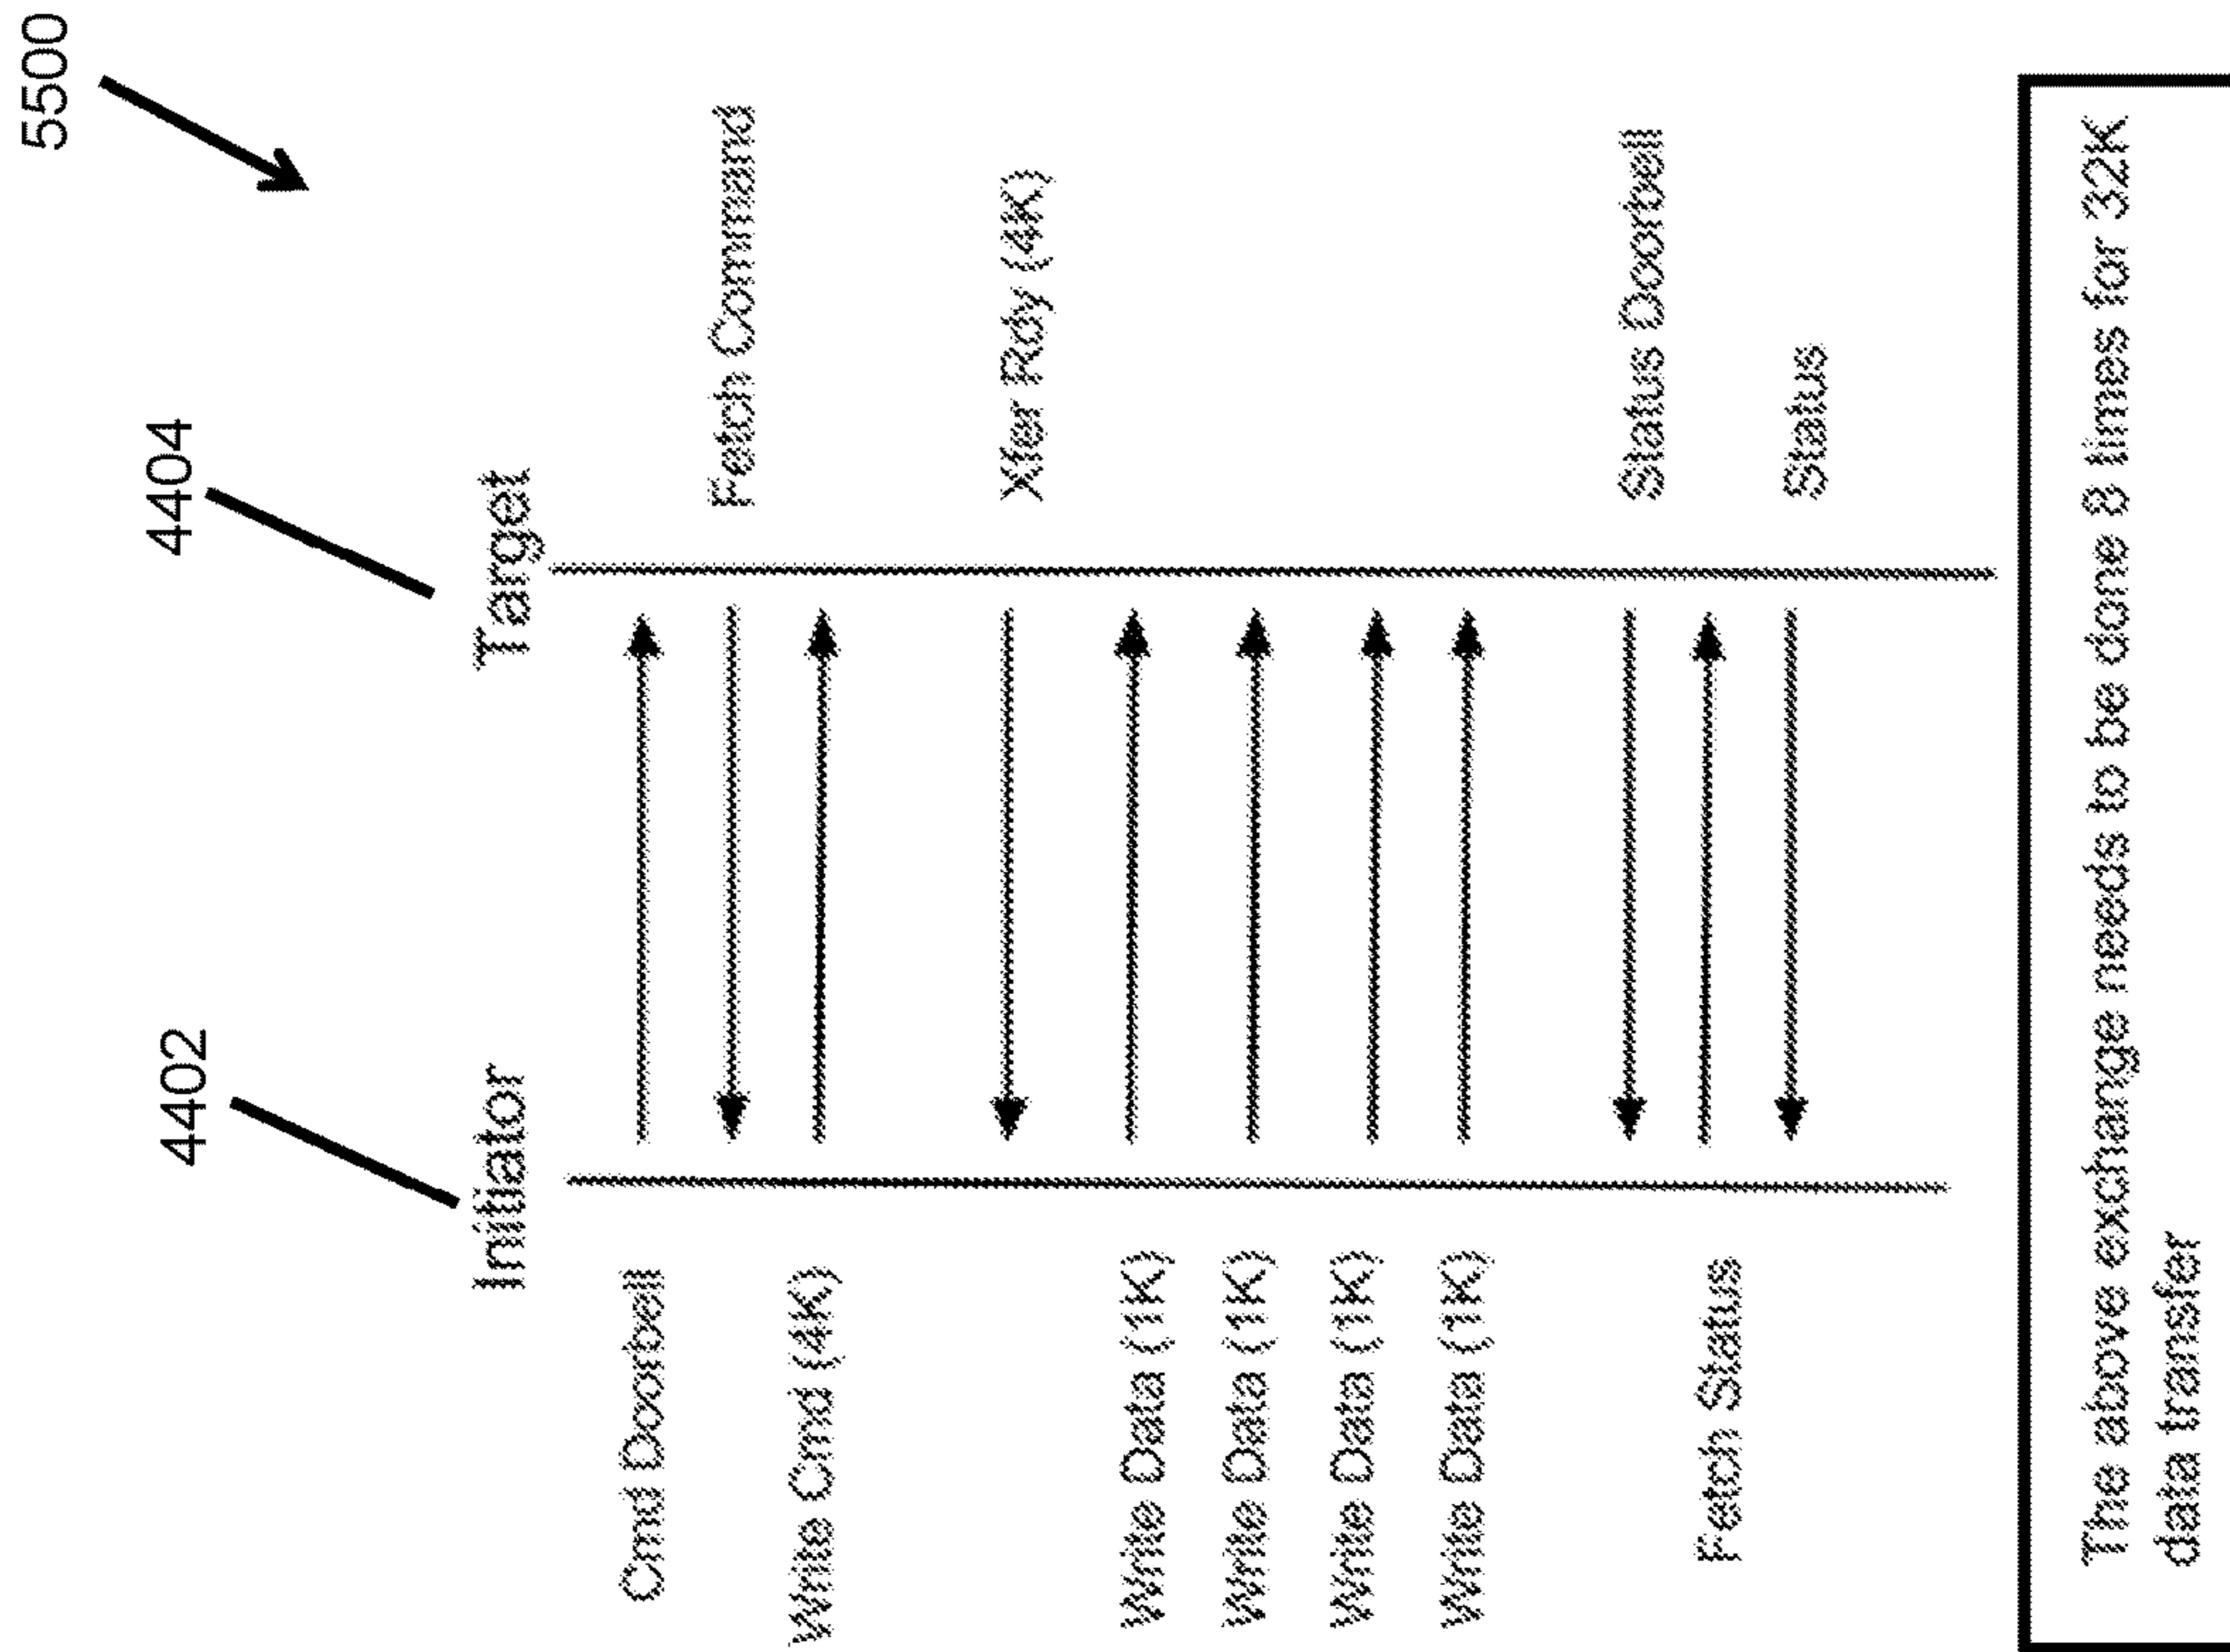 5500
4402
4404
Initiator
Target
Cmd Doorbell
Fetch Command
Write Cmd (4K)
Xfer Rdy (4K)
Write Data (1K)
Write Data (1K)
Write Data (1K)
Write Data (1K)
Status Doorbell
Fetch Status
Status
The above exchange needs to be done 8 times for 32K
data transfer